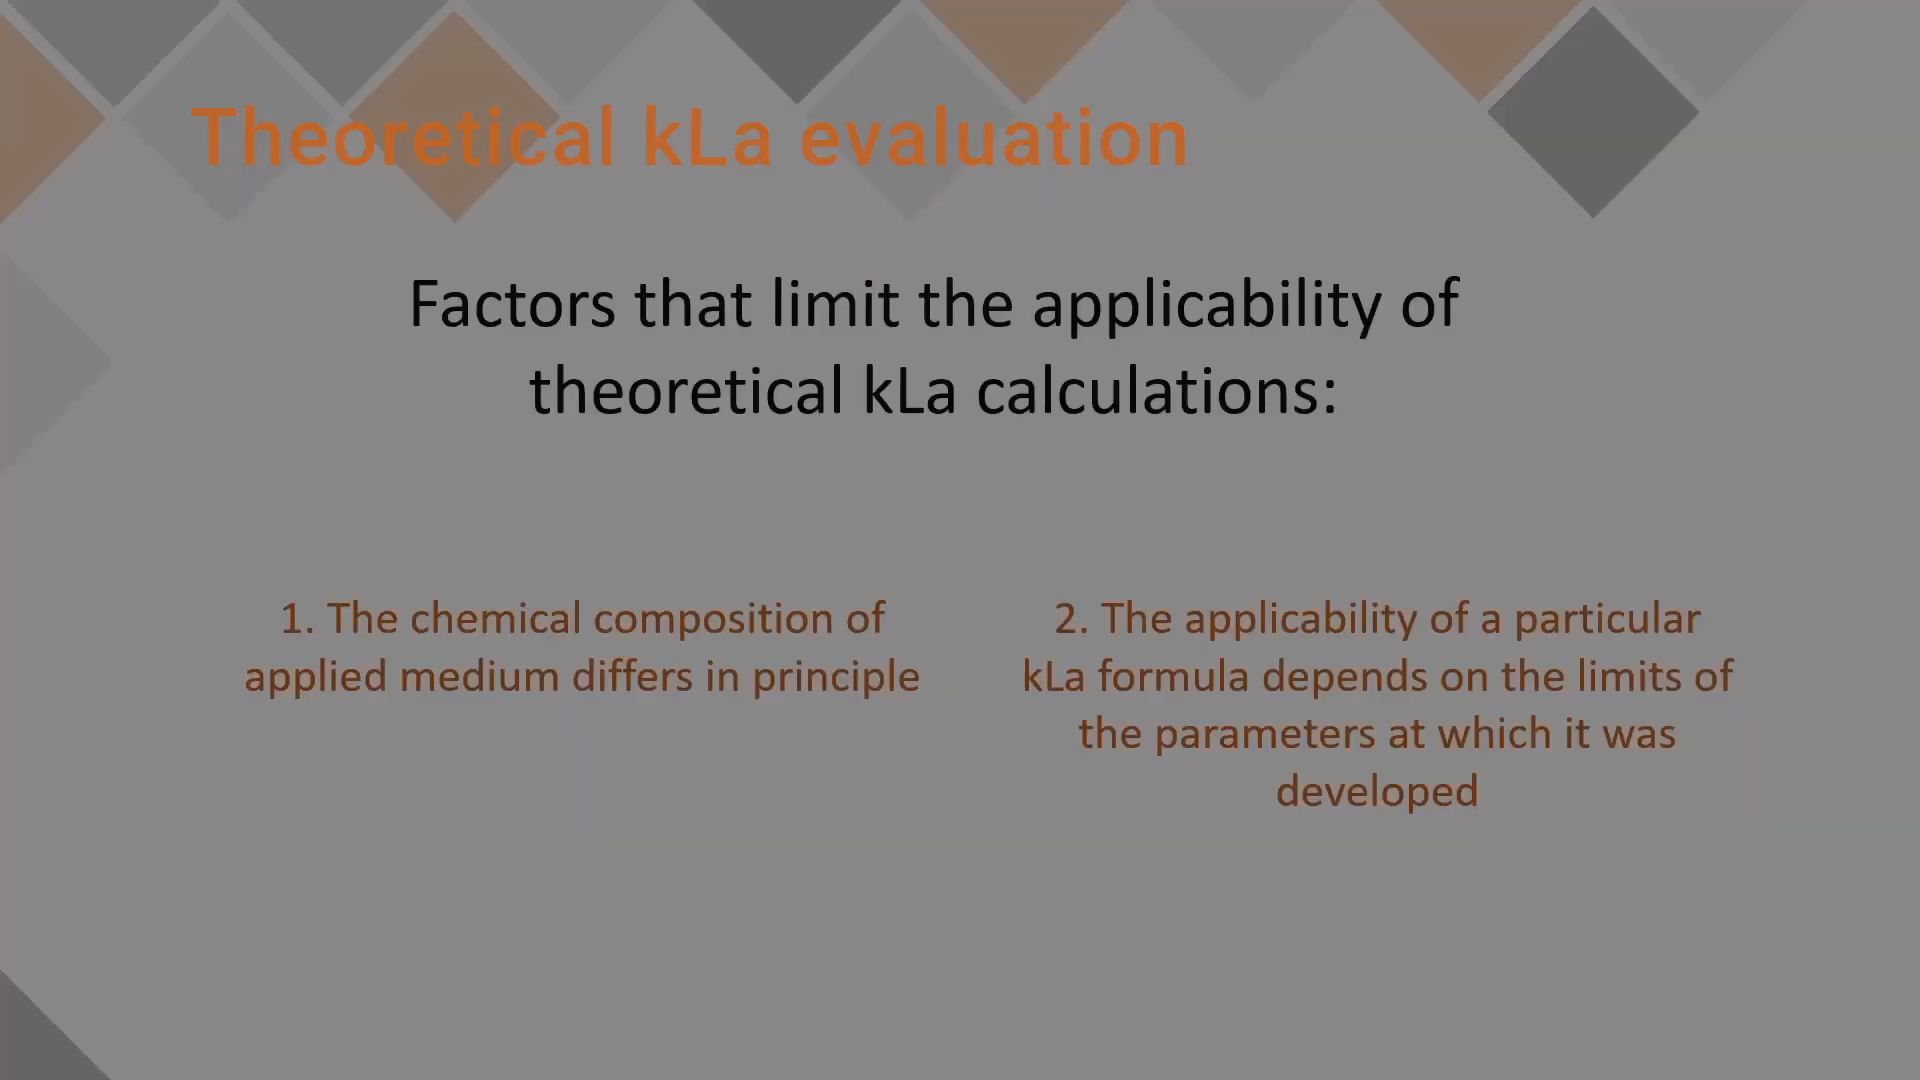 Theoretical kLa evaluation
Factors that limit the applicability of
theoretical kLa calculations:
1. The chemical composition of
applied medium differs in principle
2. The applicability of a particular
kLa formula depends on the limits of
the parameters at which it was
developed